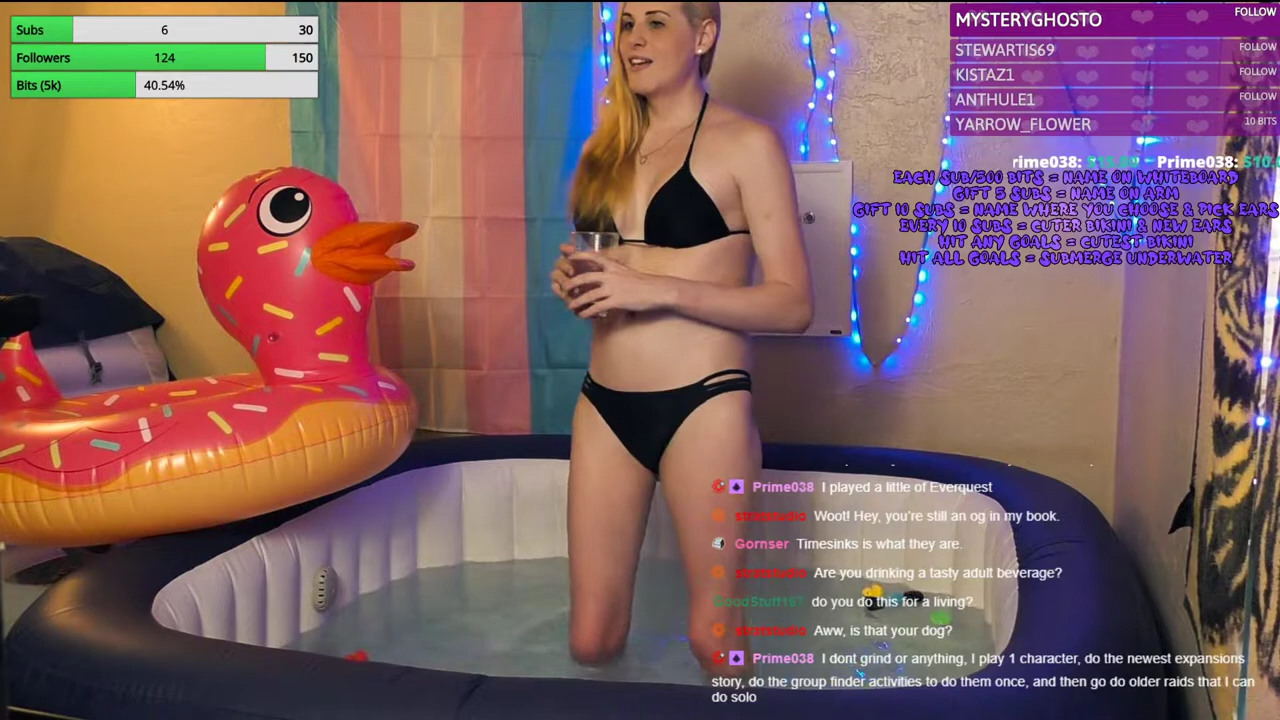 Subs 6 30
Followers 124 150
Bits (5k) 40.54%
MYSTERYGHOSTO FOLLOW
STEWARTIS69 FOLLOW
KISTAZ1 FOLLOW
ANTHULE1 FOLLOW
YARROW_FLOWER 10 BITS
rime038: – Prime038: $10.
EACH SUB/500 BITS = NAME ON WHITEBOARD
GIFT 5 SUBS = NAME ON ARM
GIFT 10 SUBS = NAME WHERE YOU CHOOSE & PICK EARS
EVERY 10 SUBS = CUTER BIKINI & NEW EARS
HIT ANY GOALS = CUTEST BIKINI
HIT ALL GOALS = SUBMERGE UNDERWATER
Prime038 I played a little of Everquest
Woot! Hey, you're still an og in my book.
Gornser Timesinks is what they are.
Are you drinking a tasty adult beverage?
do you do this for a living?
Aww, is that your dog?
Prime038 I dont grind or anything, I play 1 character, do the newest expansions
story, do the group finder activities to do them once, and then go do older raids that I can
do solo